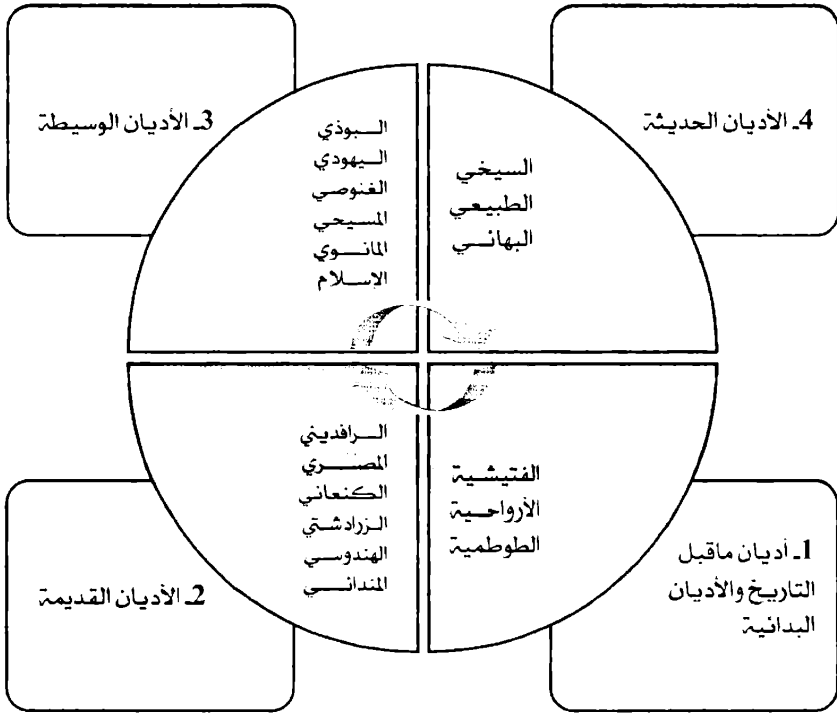 4ـ الأديان الحديثة
السيخي
الطبيعي
البهائي
3ـ الأديان الوسيطة
البوذي
اليهودي
الغنوصي
المسيحي
المانوي
الاسلام
1ـ أديان ماقبل
التاريخ والأديان
البدائية
الفتيشية
الأرواحية
الطوطمية
2ـ الأديان القديمة
الرافديني
المصري
الكنعاني
الزرادشتي
الهندوسي
المندائي